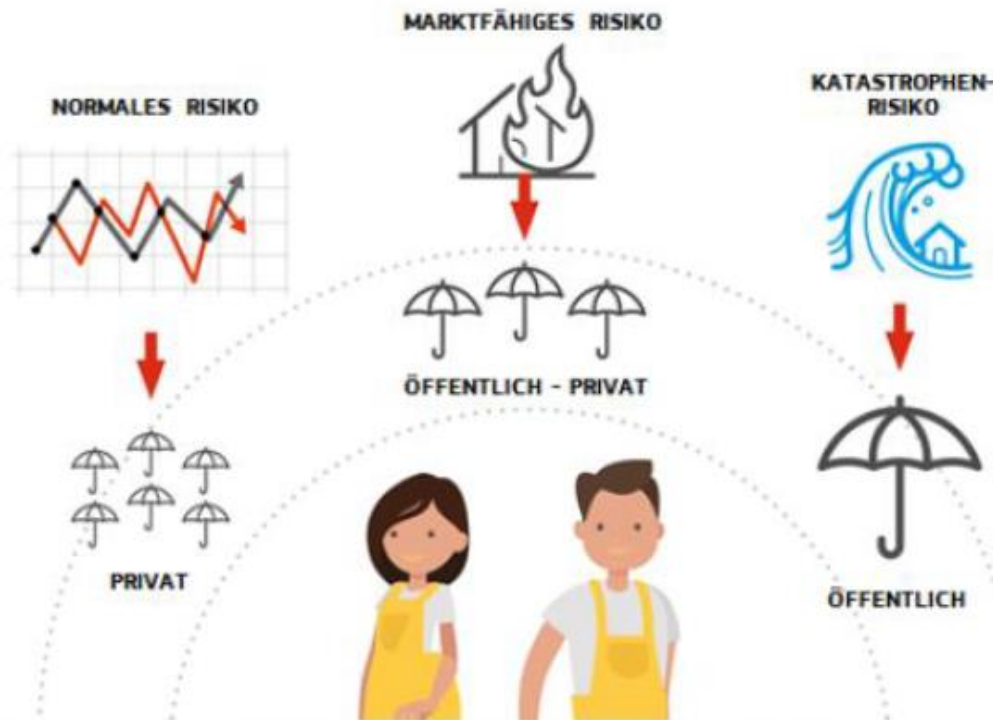 MARKTFÄHIGES RISIKO
NORMALES RISIKO
KATASTROPHEN-
RISIKO
ÖFFENTLICH - PRIVAT
PRIVAT
ÖFFENTLICH